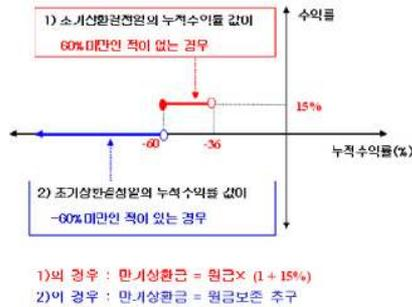 1) 조기상환결정일의 누적수익률 값이
60%미만인 적이 없는 경우
수익률
15%
-60
-36
누적수익률(%)
2) 조기상환결정일의 누적수익률 값이
-60%미만인 적이 있는 경우
1)의 경우 : 만기상환금 = 원금× (1 + 15%)
2)의 경우 : 만기상환금 = 원금보존 추구